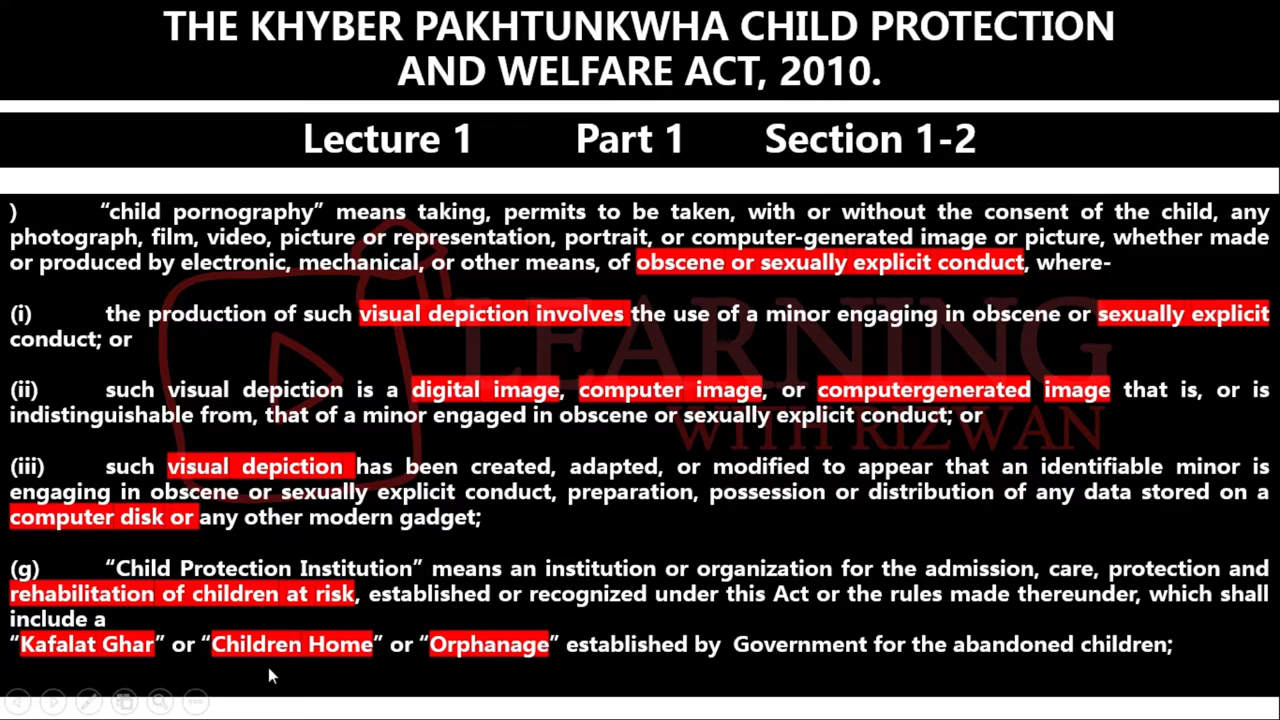 THE KHYBER PAKHTUNKWHA CHILD PROTECTION
AND WELFARE ACT, 2010.
Lecture 1 Part 1 Section 1-2
) “child pornography” means taking, permits to be taken, with or without the consent of the child, any
photograph, film, video, picture or representation, portrait, or computer-generated image or picture, whether made
or produced by electronic, mechanical, or other means, of obscene or sexually explicit conduct, where-
(i) the production of such visual depiction involves the use of a minor engaging in obscene or sexually explicit
conduct; or
(ii) such visual depiction is a digital image, computer image, or computergenerated image that is, or is
indistinguishable from, that of a minor engaged in obscene or sexually explicit conduct; or
(iii) such visual depiction has been created, adapted, or modified to appear that an identifiable minor is
engaging in obscene or sexually explicit conduct, preparation, possession or distribution of any data stored on a
computer disk or any other modern gadget;
(g) “Child Protection Institution” means an institution or organization for the admission, care, protection and
rehabilitation of children at risk, established or recognized under this Act or the rules made thereunder, which shall
include a
“Kafalat Ghar” or “Children Home” or “Orphanage” established by Government for the abandoned children;
LEARNING
WITH RIZWAN